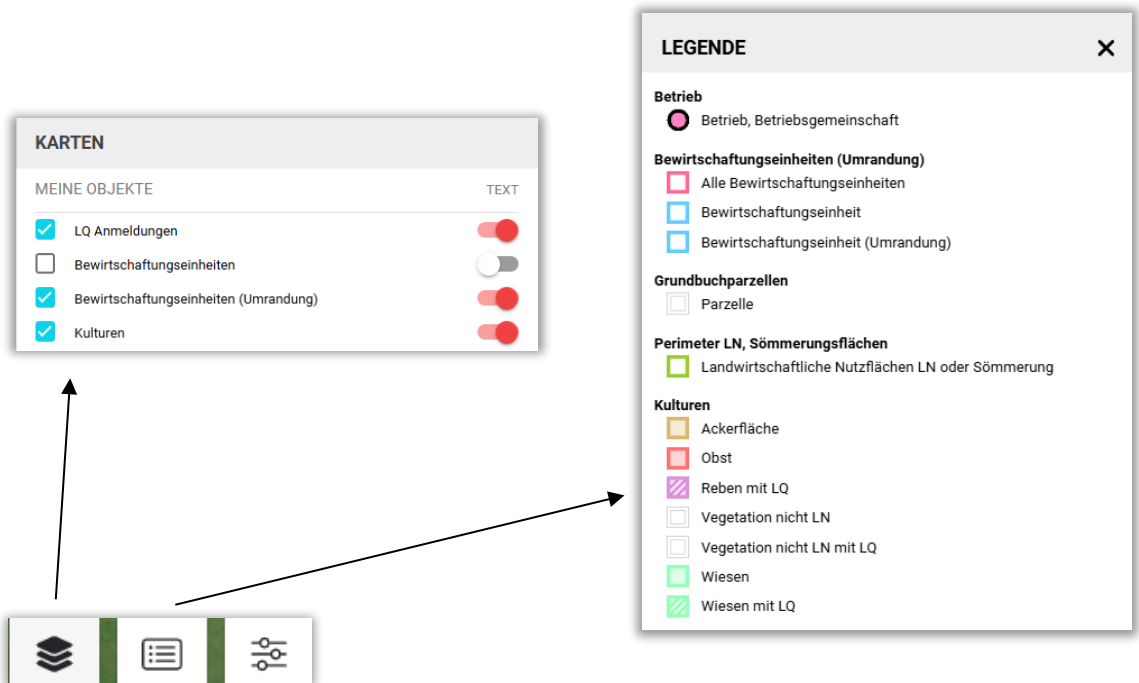 KARTEN
MEINE OBJEKTE TEXT
LQ Anmeldungen
Bewirtschaftungseinheiten
Bewirtschaftungseinheiten (Umrandung)
Kulturen
LEGENDE
Betrieb
Betrieb, Betriebsgemeinschaft
Bewirtschaftungseinheiten (Umrandung)
Alle Bewirtschaftungseinheiten
Bewirtschaftungseinheit
Bewirtschaftungseinheit (Umrandung)
Grundbuchparzellen
Parzelle
Perimeter LN, Sömmerungsflächen
Landwirtschaftliche Nutzflächen LN oder Sömmerung
Kulturen
Ackerfläche
Obst
Reben mit LQ
Vegetation nicht LN
Vegetation nicht LN mit LQ
Wiesen
Wiesen mit LQ